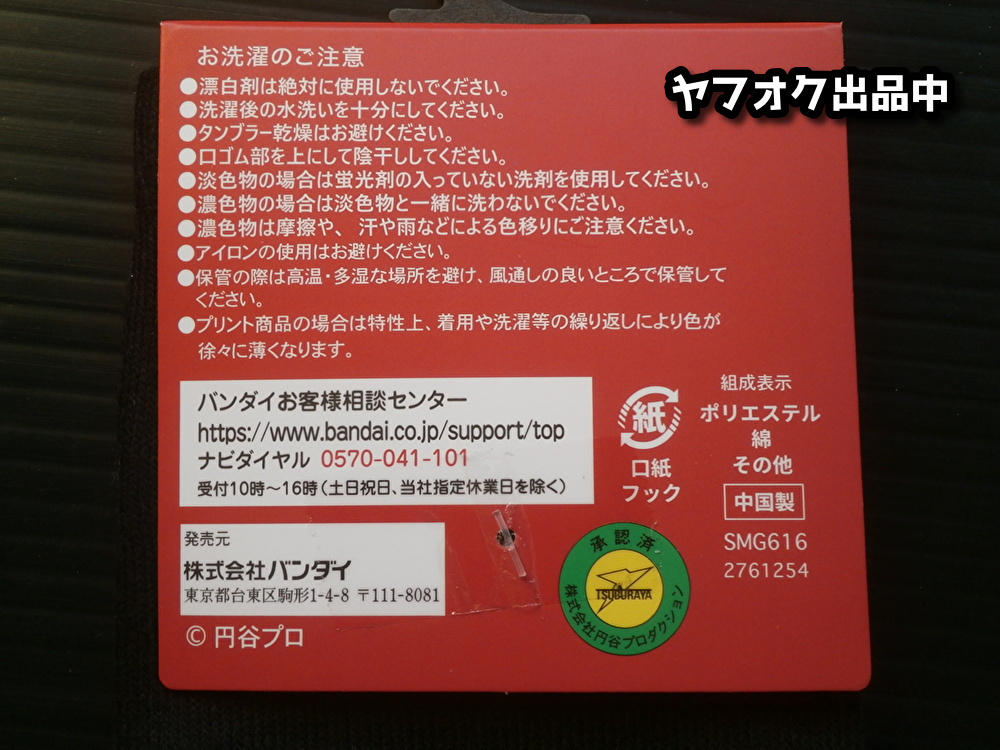 ヤフオク出品中
お洗濯のご注意
●漂白剤は絶対に使用しないでください。
●洗濯後の水洗いを十分にしてください。
●タンブラー乾燥はお避けください。
●口ゴム部を上にして陰干ししてください。
●淡色物の場合は蛍光剤の入っていない洗剤を使用してください。
●濃色物の場合は淡色物と一緒に洗わないでください。
●濃色物は摩擦や、汗や雨などによる色移りにご注意ください。
●アイロンの使用はお避けください。
●保管の際は高温・多湿な場所を避け、風通しの良いところで保管して
ください。
●プリント商品の場合は特性上、着用や洗濯等の繰り返しにより色が
徐々に薄くなります。
バンダイお客様相談センター
https://www.bandai.co.jp/support/top
ナビダイヤル 0570-041-101
受付10時～16時（土日祝日、当社指定休業日を除く）
紙
口紙
フック
組成表示
ポリエステル
綿
その他
中国製
SMG616
2761254
発売元
株式会社バンダイ
東京都台東区駒形1-4-8 〒111-8081
© 円谷プロ
承認済
TSUBURAYA
株式会社円谷プロダクション